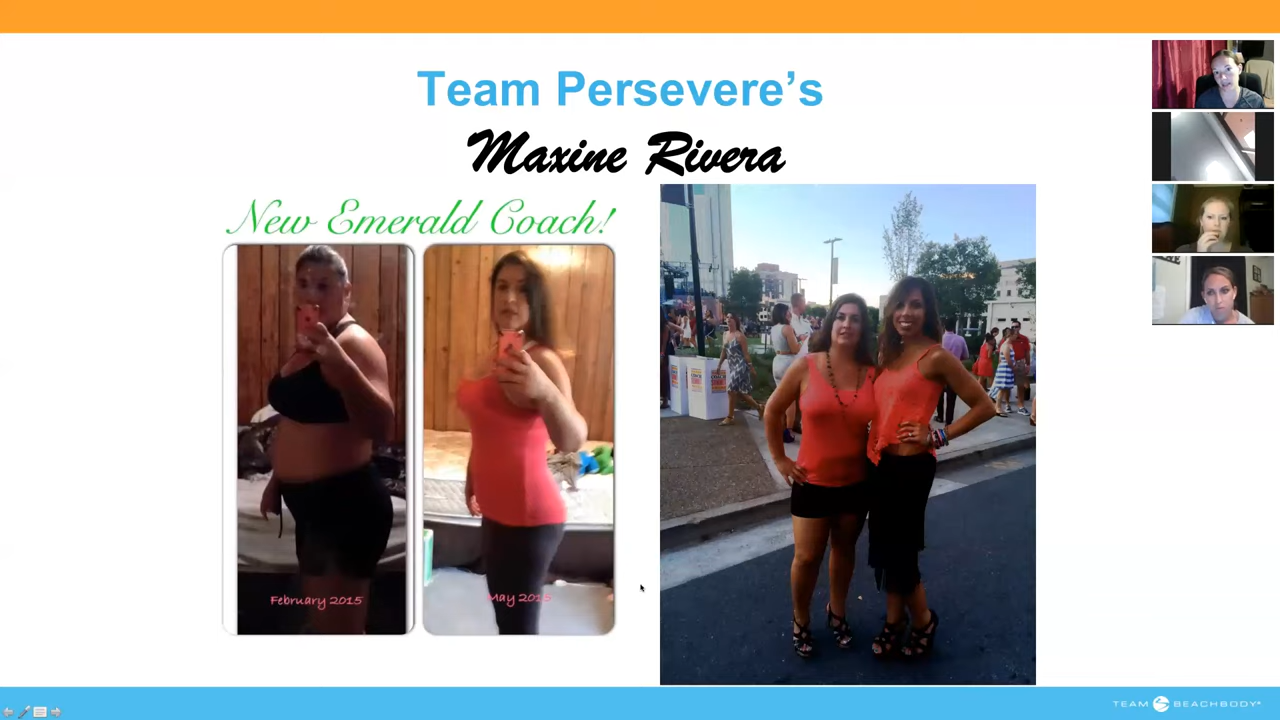 Team Persevere’s
Maxine Rivera
New Emerald Coach!
February 2015
May 2015
TEAM BEACHBODY